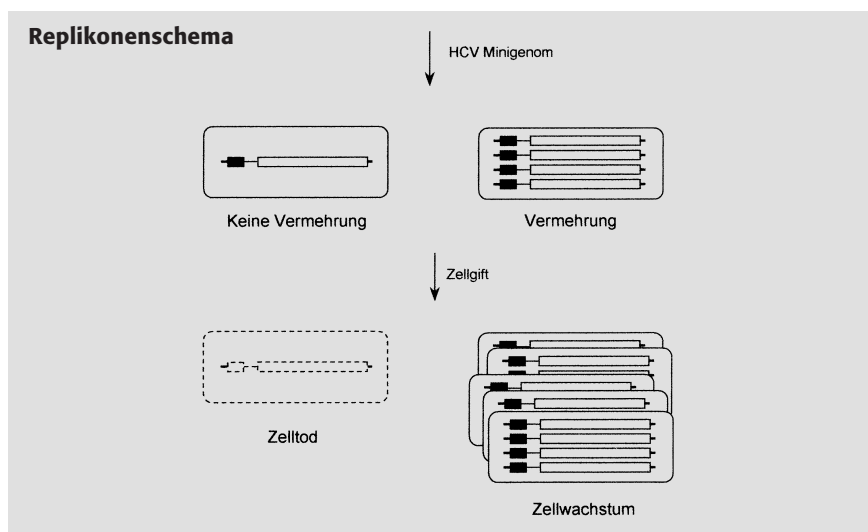 Replikonenschema
HCV Minigenom
Keine Vermehrung
Vermehrung
Zellgift
Zelltod
Zellwachstum